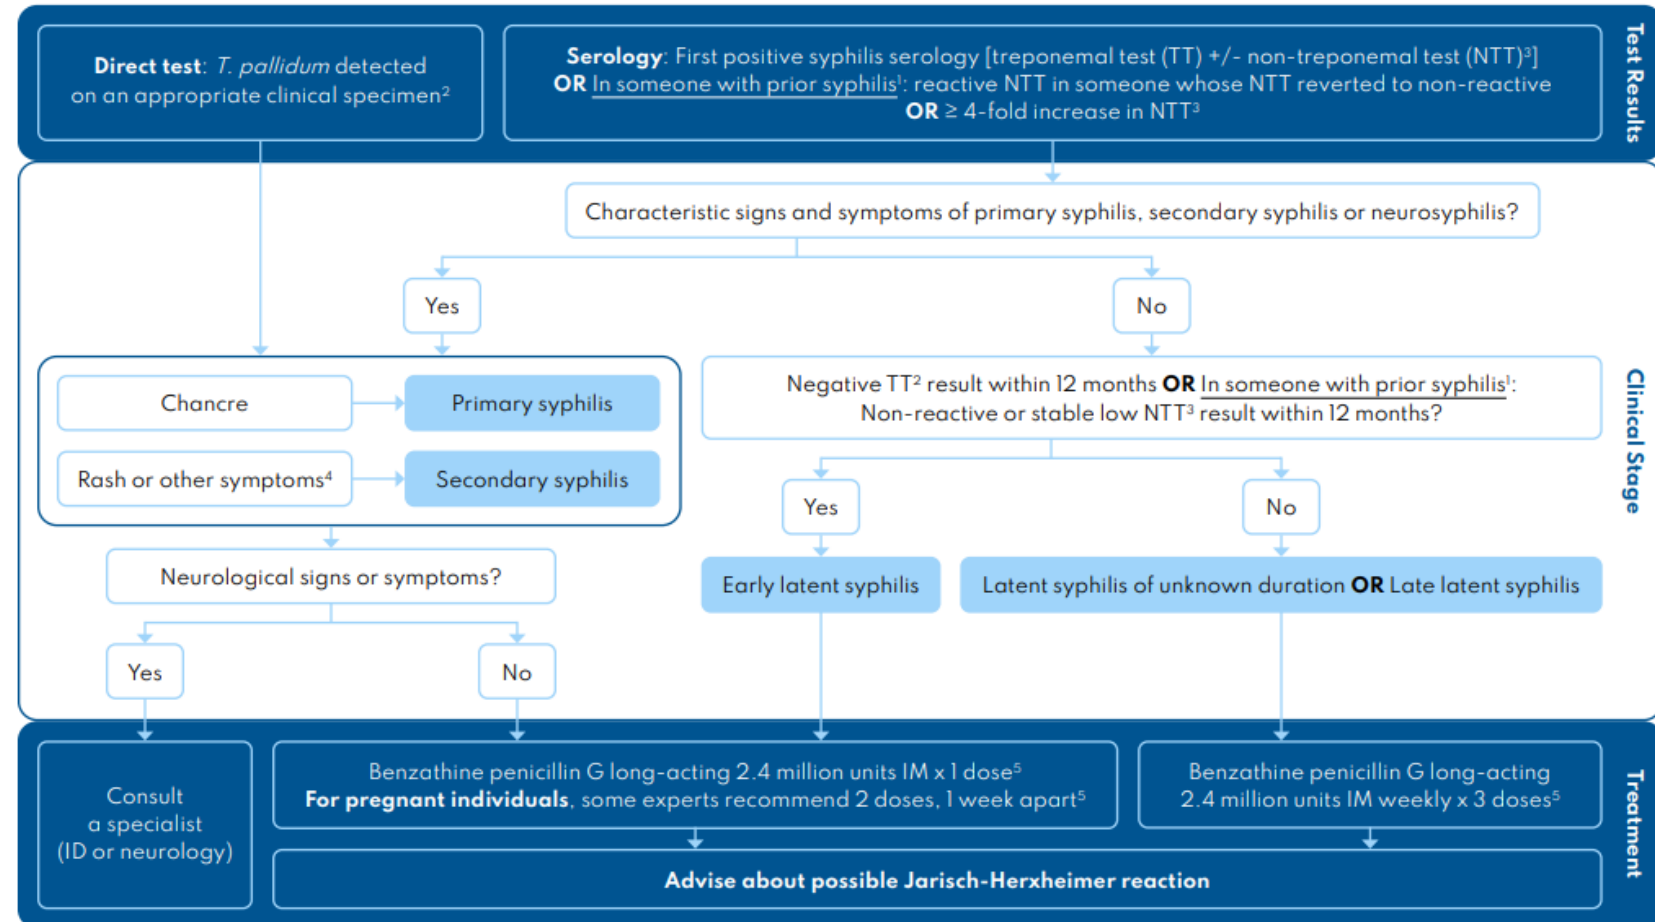 Test Results
Direct test: T. pallidum detected
on an appropriate clinical specimen²
Serology: First positive syphilis serology [treponemal test (TT) +/- non-treponemal test (NTT)³]
OR In someone with prior syphilis¹: reactive NTT in someone whose NTT reverted to non-reactive
OR ≥ 4-fold increase in NTT³
Clinical Stage
Characteristic signs and symptoms of primary syphilis, secondary syphilis or neurosyphilis?
Yes
No
Chancre
Primary syphilis
Rash or other symptoms⁴
Secondary syphilis
Negative TT² result within 12 months OR In someone with prior syphilis¹:
Non-reactive or stable low NTT³ result within 12 months?
Yes
No
Neurological signs or symptoms?
Early latent syphilis
Latent syphilis of unknown duration OR Late latent syphilis
Yes
No
Treatment
Consult
a specialist
(ID or neurology)
Benzathine penicillin G long-acting 2.4 million units IM x 1 dose⁵
For pregnant individuals, some experts recommend 2 doses, 1 week apart⁵
Benzathine penicillin G long-acting
2.4 million units IM weekly x 3 doses⁵
Advise about possible Jarisch-Herxheimer reaction